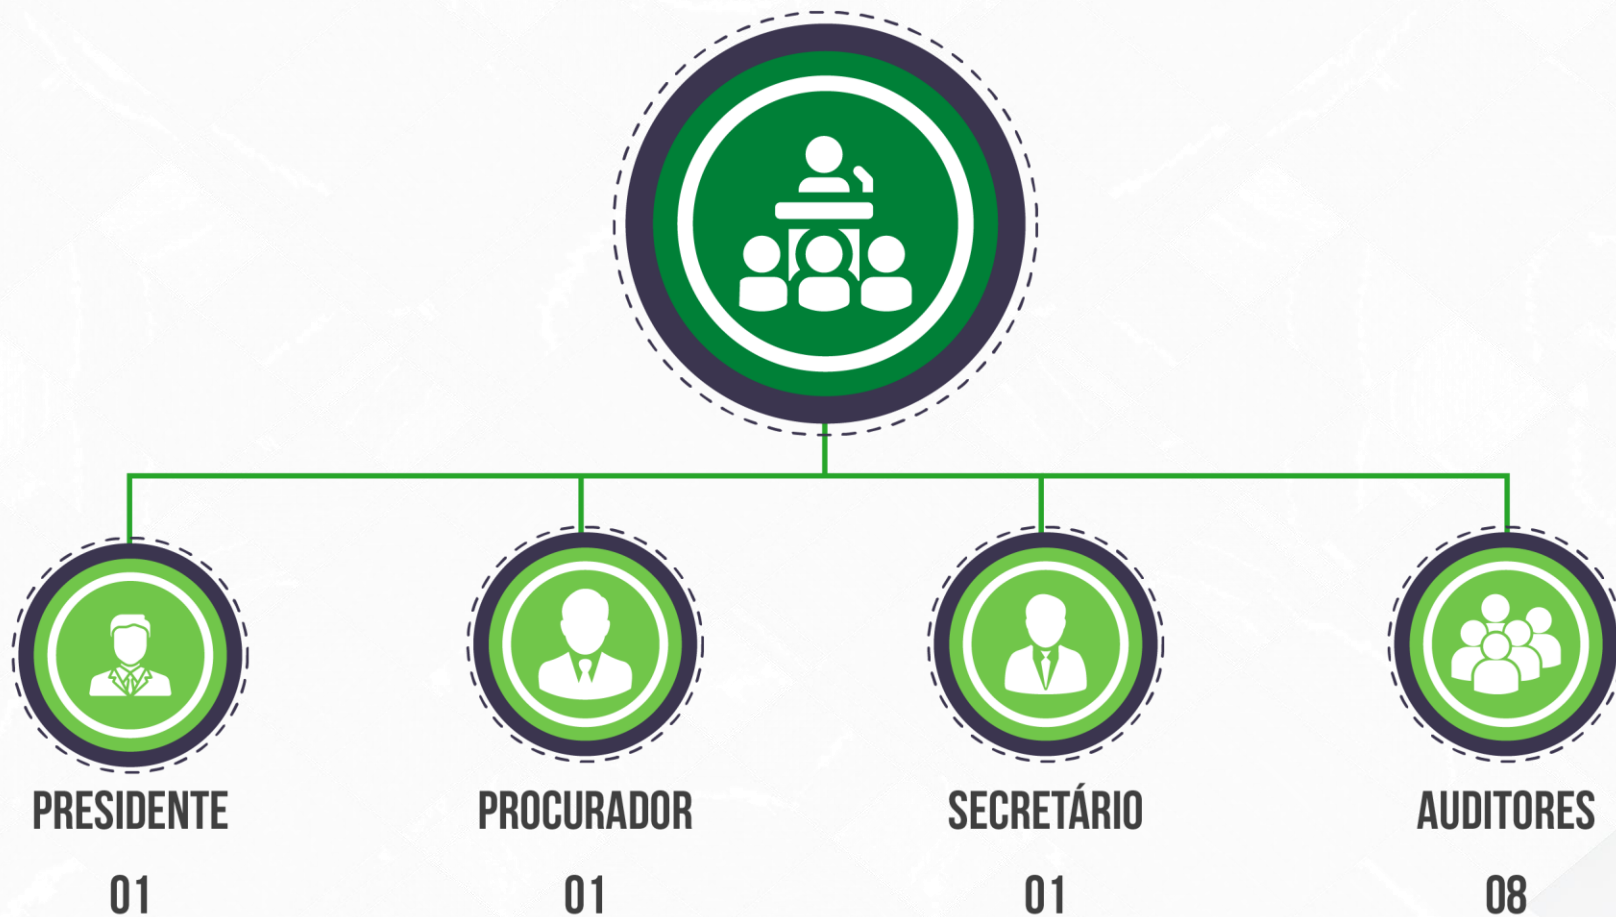 PRESIDENTE
01
PROCURADOR
01
SECRETÁRIO
01
AUDITORES
08